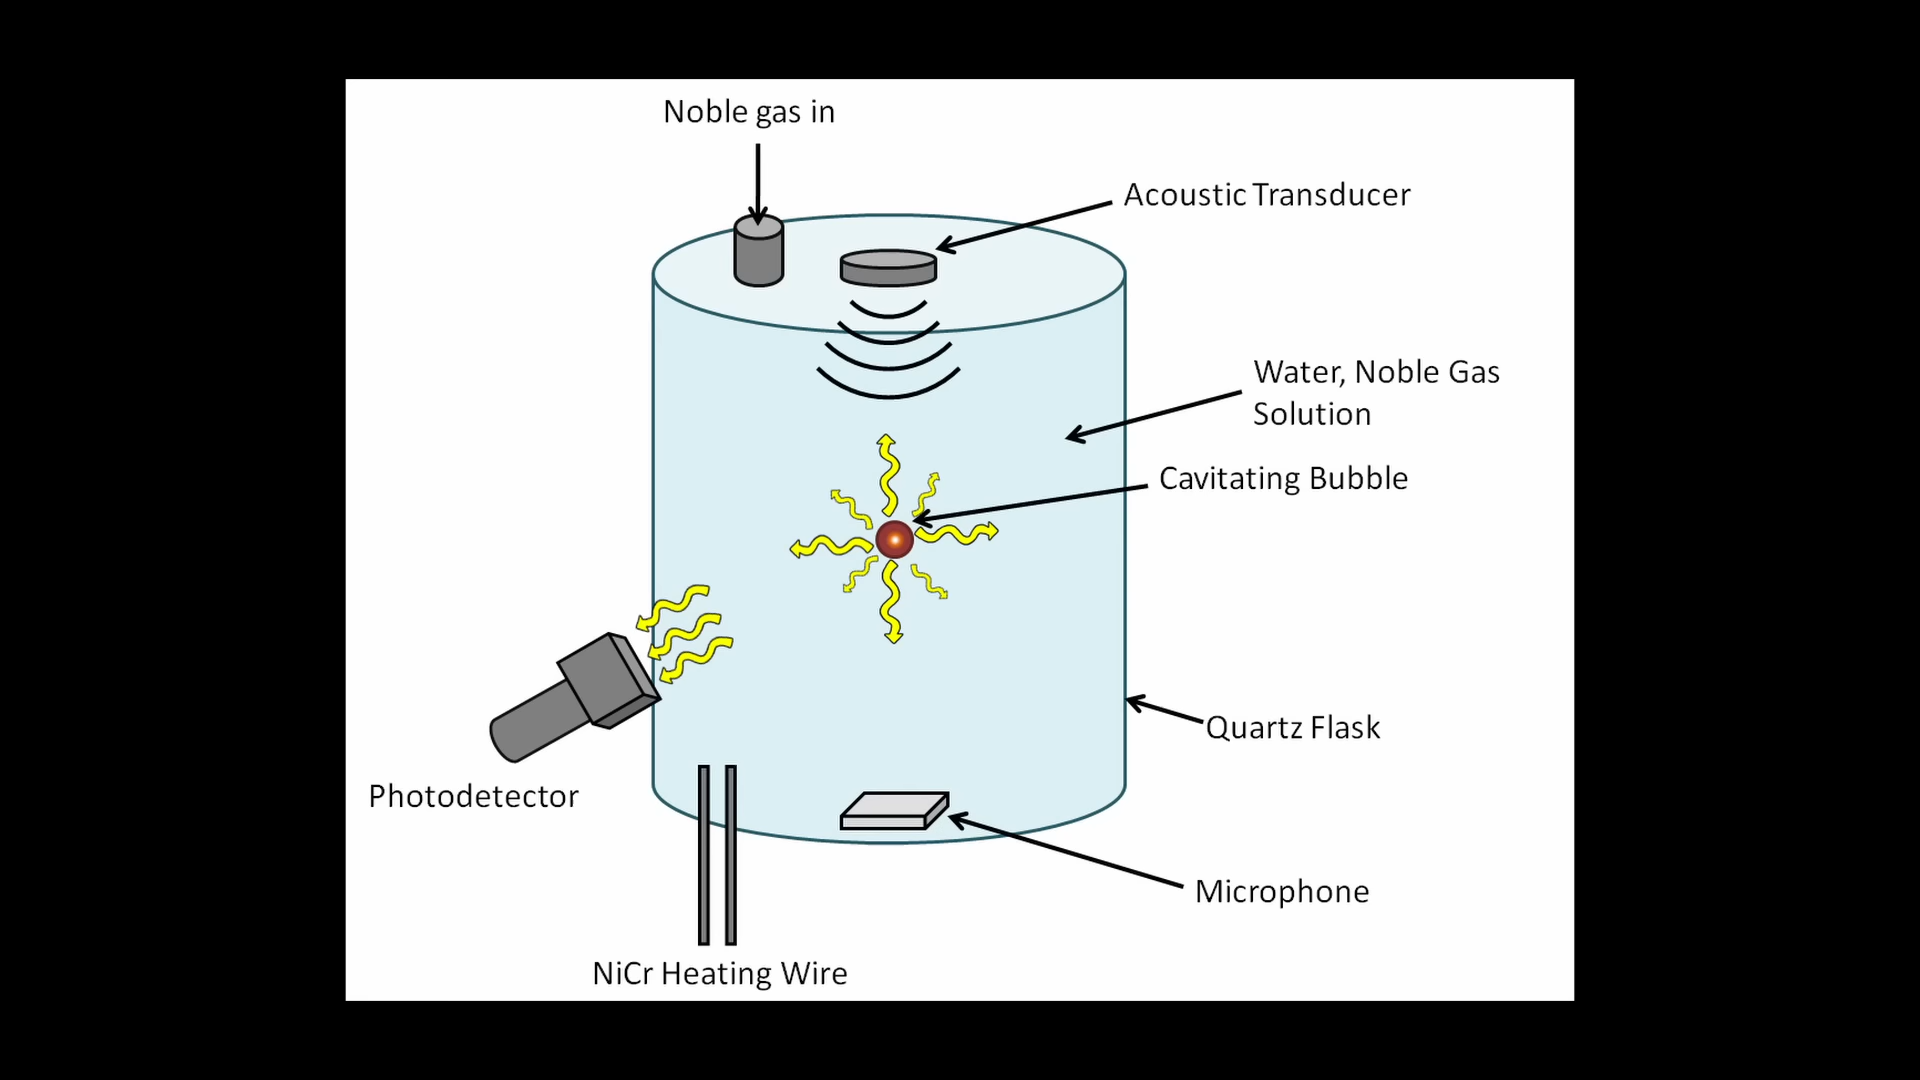 Noble gas in
Acoustic Transducer
Water, Noble Gas
Solution
Cavitating Bubble
Quartz Flask
Photodetector
Microphone
NiCr Heating Wire